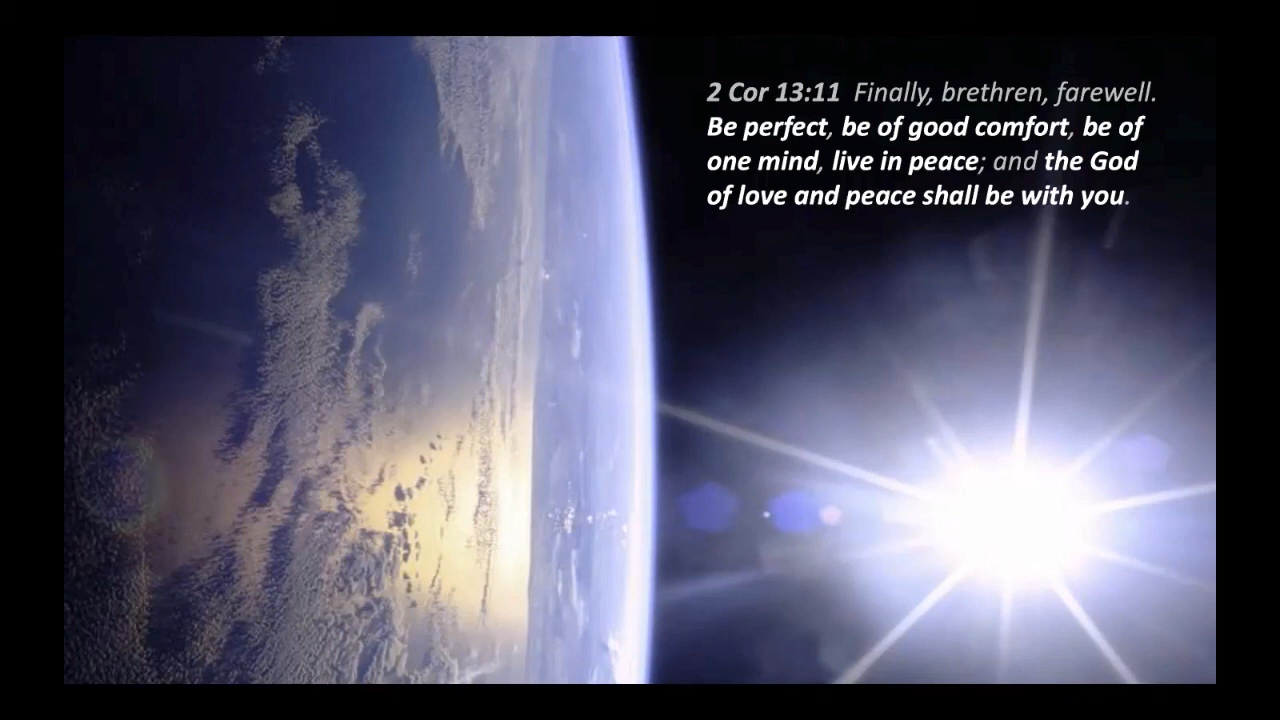 2 Cor 13:11 Finally, brethren, farewell.
Be perfect, be of good comfort, be of
one mind, live in peace; and the God
of love and peace shall be with you.